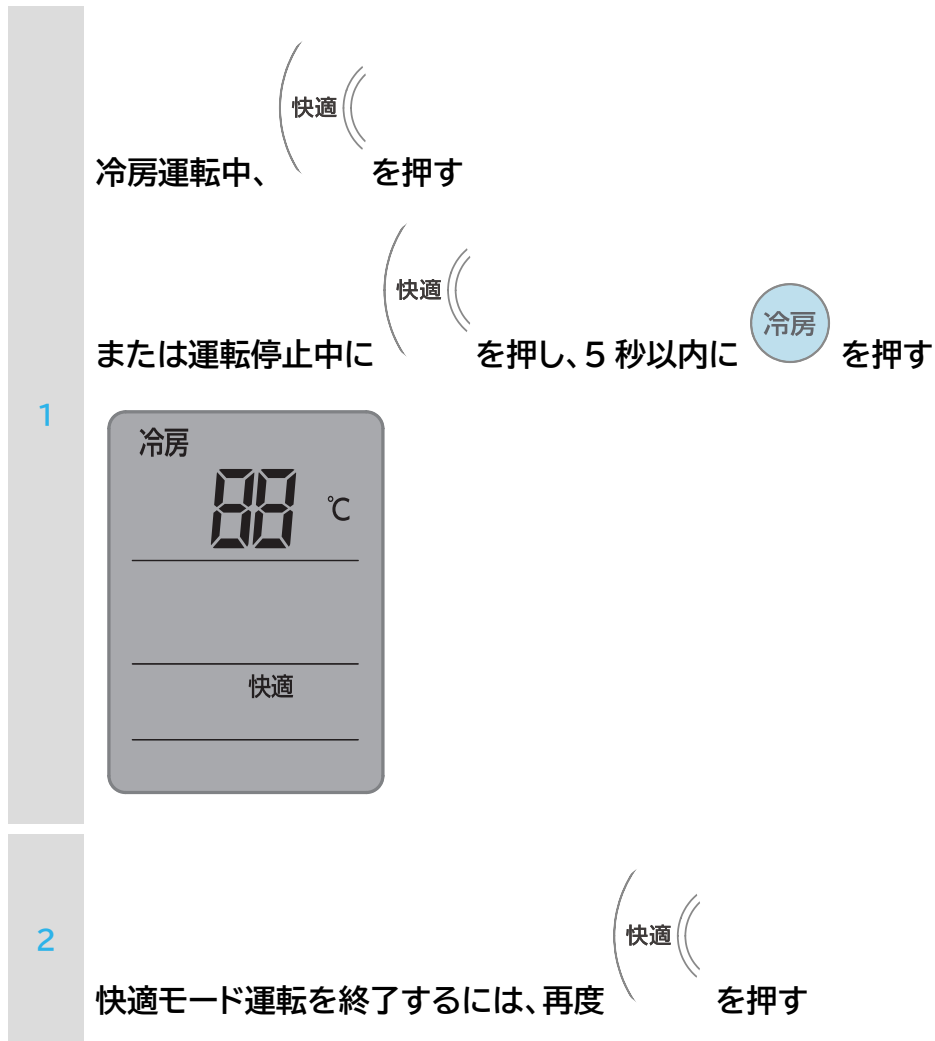 1
冷房運転中、快適を押す
または運転停止中に快適を押し、5 秒以内に冷房を押す
冷房
88 ℃
快適
2
快適モード運転を終了するには、再度快適を押す